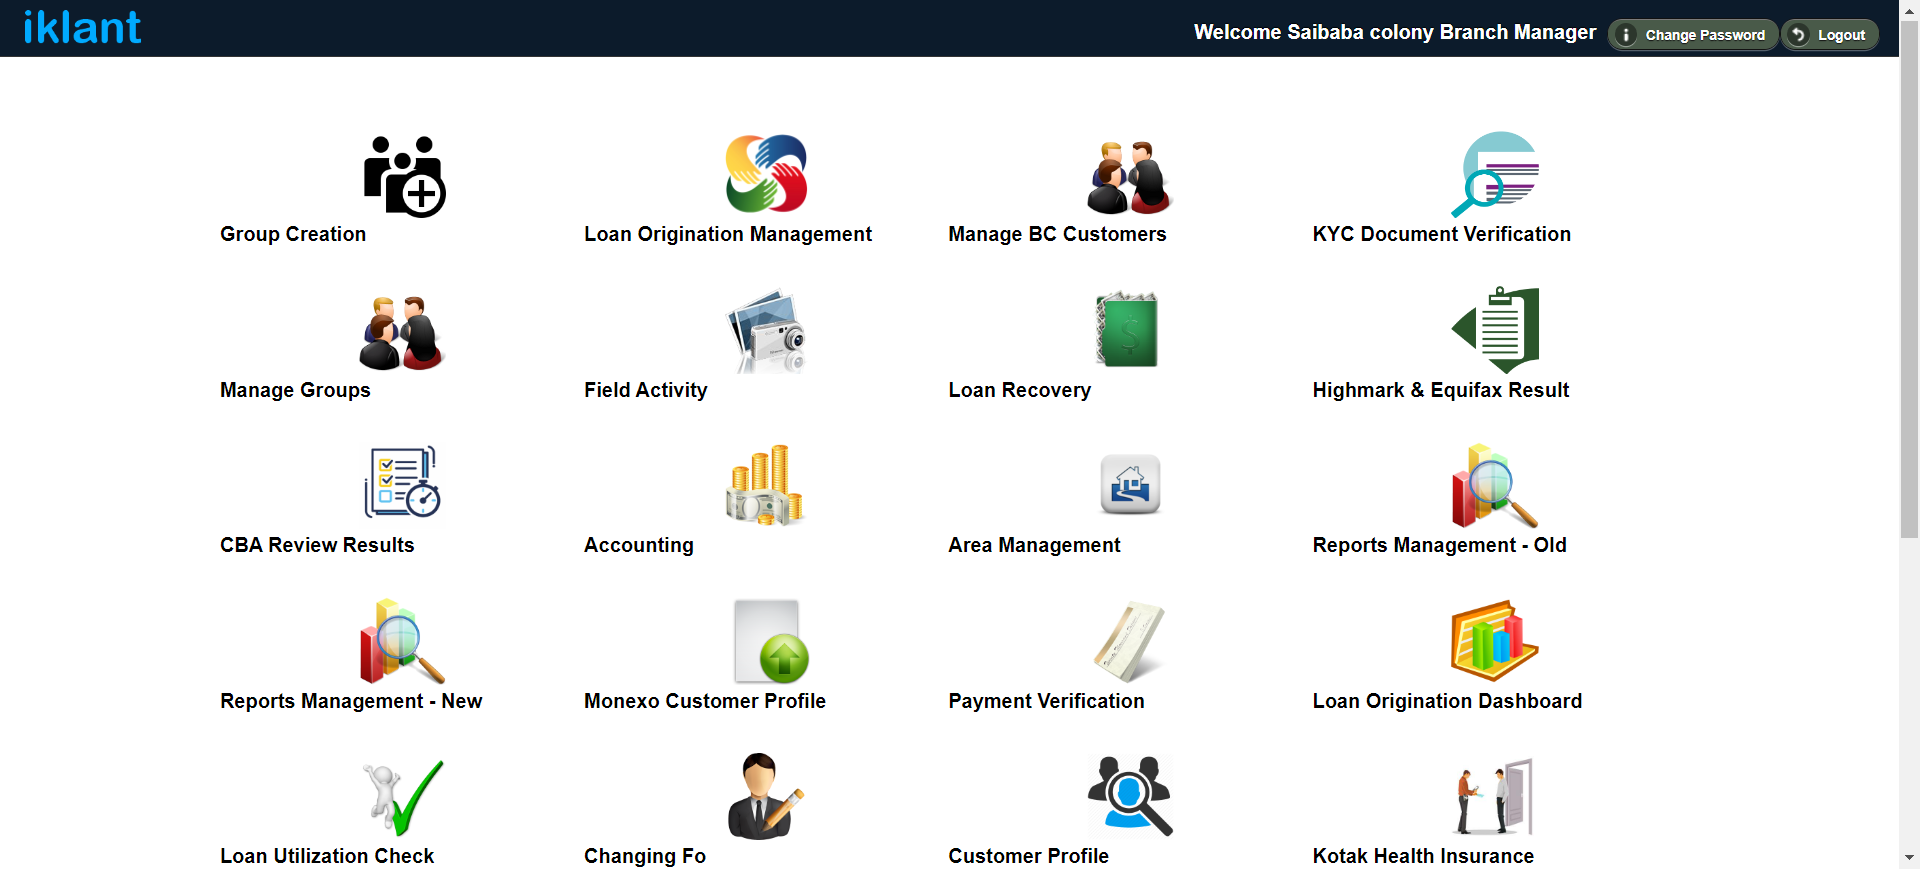 iklant
Welcome Saibaba colony Branch Manager
Change Password
Logout
Group Creation
Loan Origination Management
Manage BC Customers
KYC Document Verification
Manage Groups
Field Activity
Loan Recovery
Highmark & Equifax Result
CBA Review Results
Accounting
Area Management
Reports Management - Old
Reports Management - New
Monexo Customer Profile
Payment Verification
Loan Origination Dashboard
Loan Utilization Check
Changing Fo
Customer Profile
Kotak Health Insurance